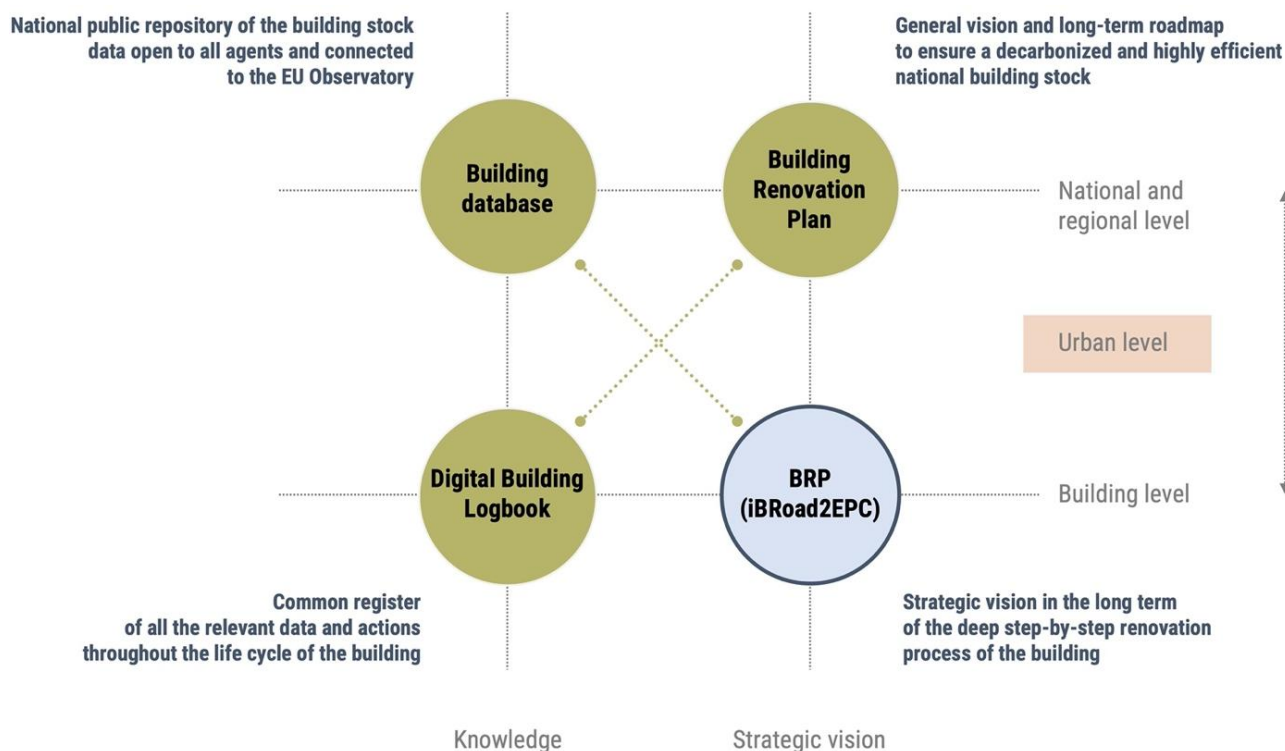 National public repository of the building stock
data open to all agents and connected
to the EU Observatory
General vision and long-term roadmap
to ensure a decarbonized and highly efficient
national building stock
Building
database
Building
Renovation
Plan
National and
regional level
Urban level
Digital Building
Logbook
BRP
(iBRoad2EPC)
Building level
Common register
of all the relevant data and actions
throughout the life cycle of the building
Strategic vision in the long term
of the deep step-by-step renovation
process of the building
Knowledge
Strategic vision